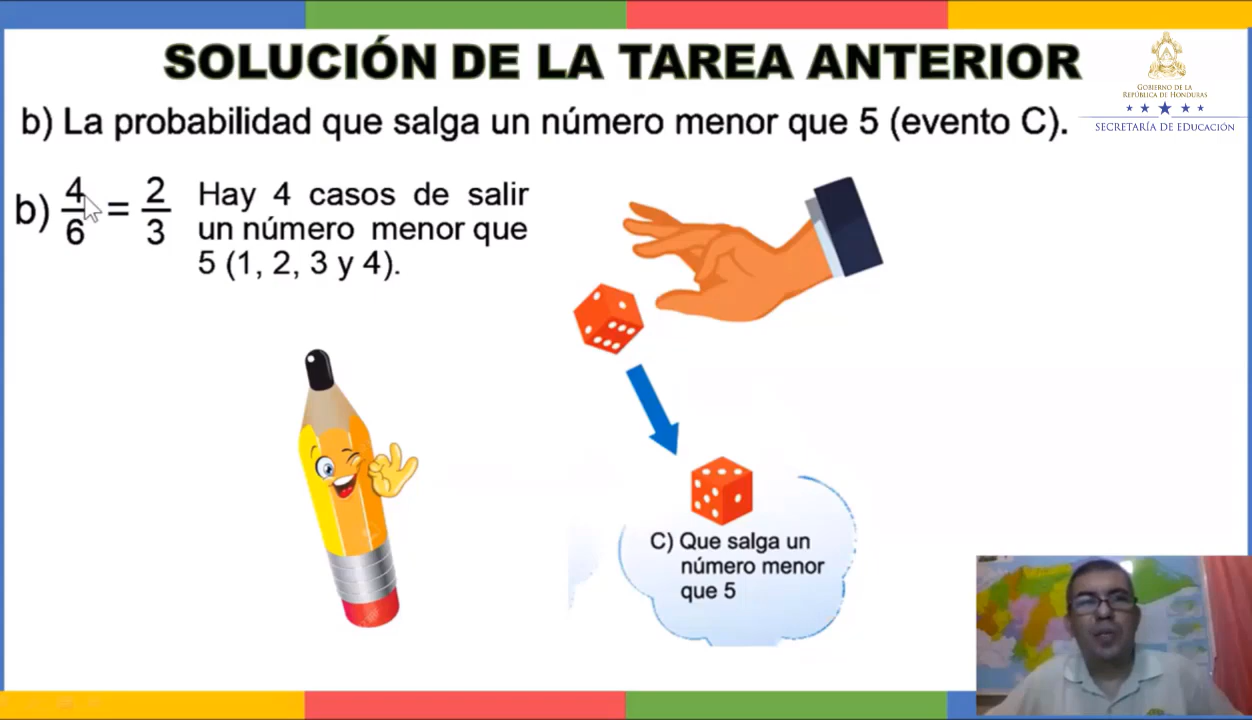 SOLUCIÓN DE LA TAREA ANTERIOR
GOBIERNO DE LA
REPÚBLICA DE HONDURAS
SECRETARÍA DE EDUCACIÓN
b) La probabilidad que salga un número menor que 5 (evento C).
b) 4/6 = 2/3
Hay 4 casos de salir
un número menor que
5 (1, 2, 3 y 4).
C) Que salga un
número menor
que 5